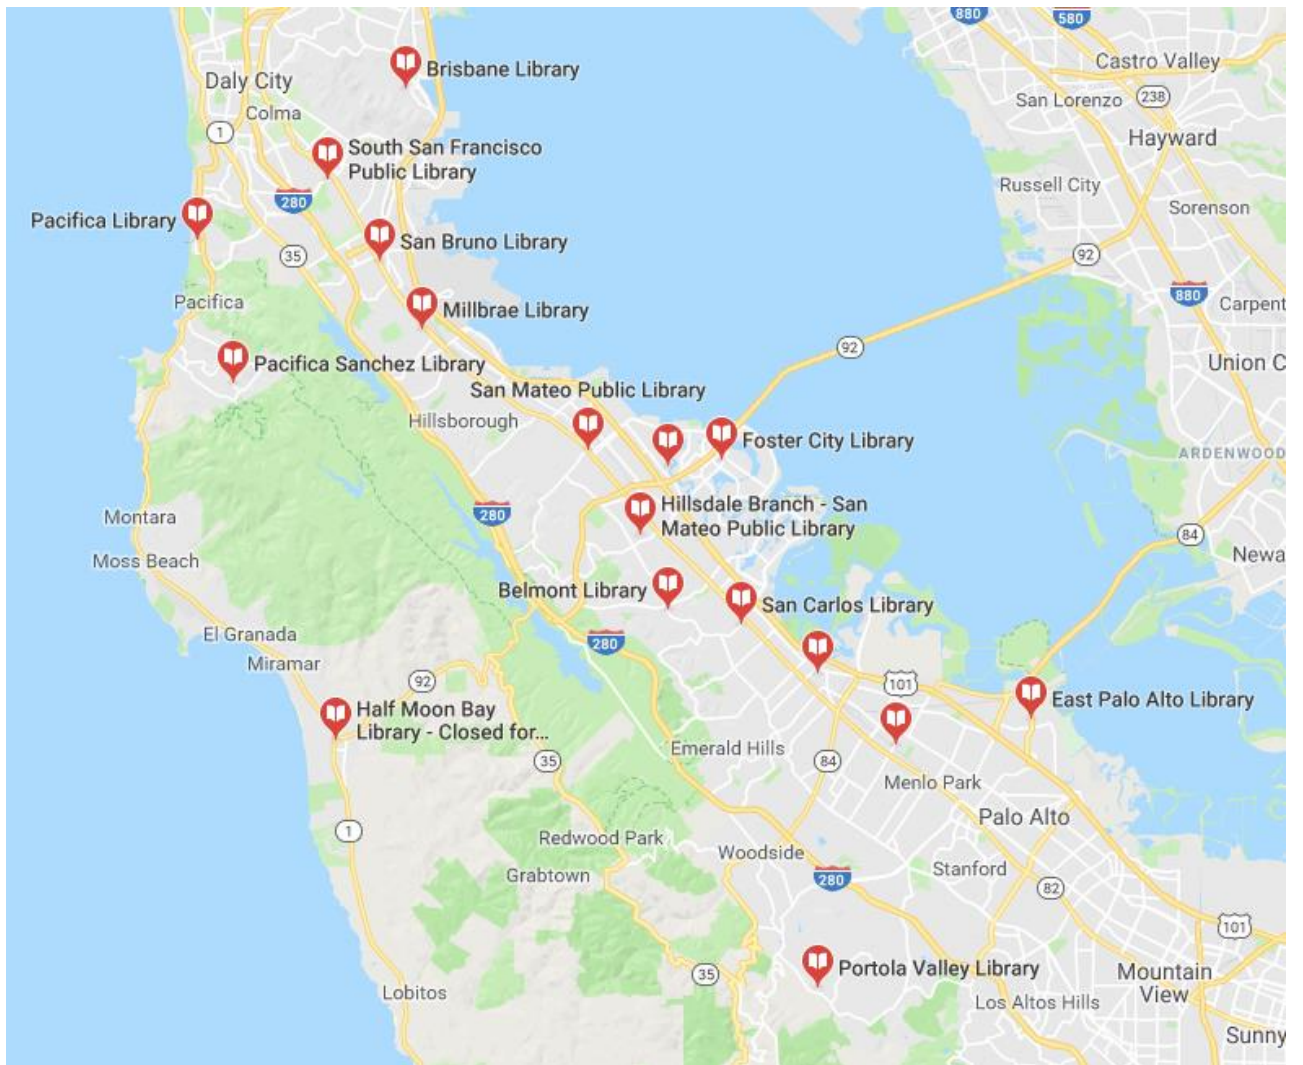 880
580
Castro Valley
Brisbane Library
Daly City
San Lorenzo
238
Colma
1
Hayward
South San Francisco
Public Library
Russell City
280
Sorenson
Pacifica Library
San Bruno Library
92
35
880
Pacifica
Carpent
Millbrae Library
92
Pacifica Sanchez Library
Union C
San Mateo Public Library
Hillsborough
Foster City Library
ARDENWOOD
Hillsdale Branch - San
Mateo Public Library
280
Montara
84
Newa
Moss Beach
Belmont Library
San Carlos Library
El Granada
280
Miramar
92
101
East Palo Alto Library
Half Moon Bay
Library - Closed for...
Emerald Hills
35
84
Menlo Park
Palo Alto
1
Redwood Park
Woodside
Stanford
Grabtown
280
82
101
Portola Valley Library
35
Mountain
View
Lobitos
Los Altos Hills
Sunny